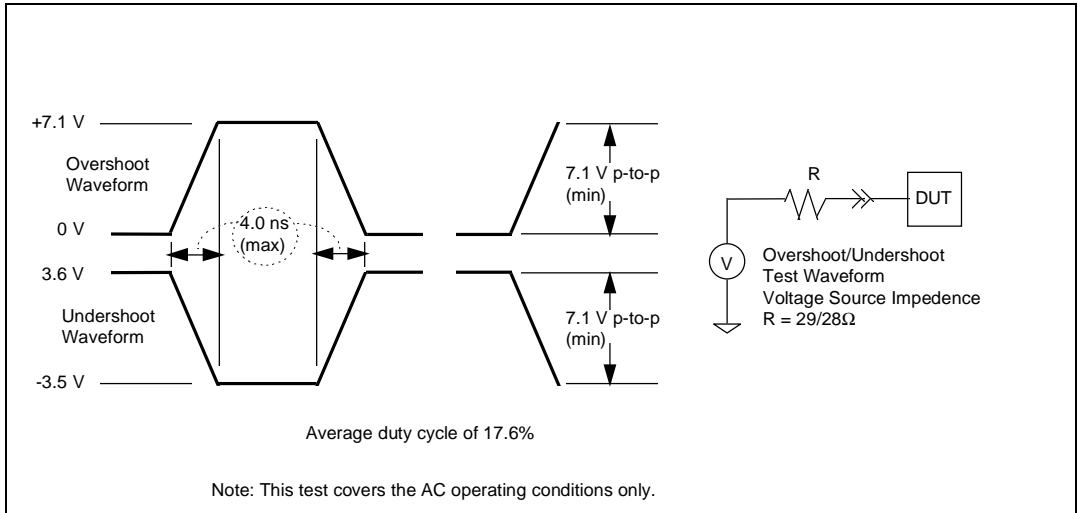 +7.1 V
Overshoot
Waveform
0 V
4.0 ns
(max)
7.1 V p-to-p
(min)
3.6 V
Undershoot
Waveform
-3.5 V
7.1 V p-to-p
(min)
R
DUT
V
Overshoot/Undershoot
Test Waveform
Voltage Source Impedence
R = 29/28Ω
Average duty cycle of 17.6%
Note: This test covers the AC operating conditions only.